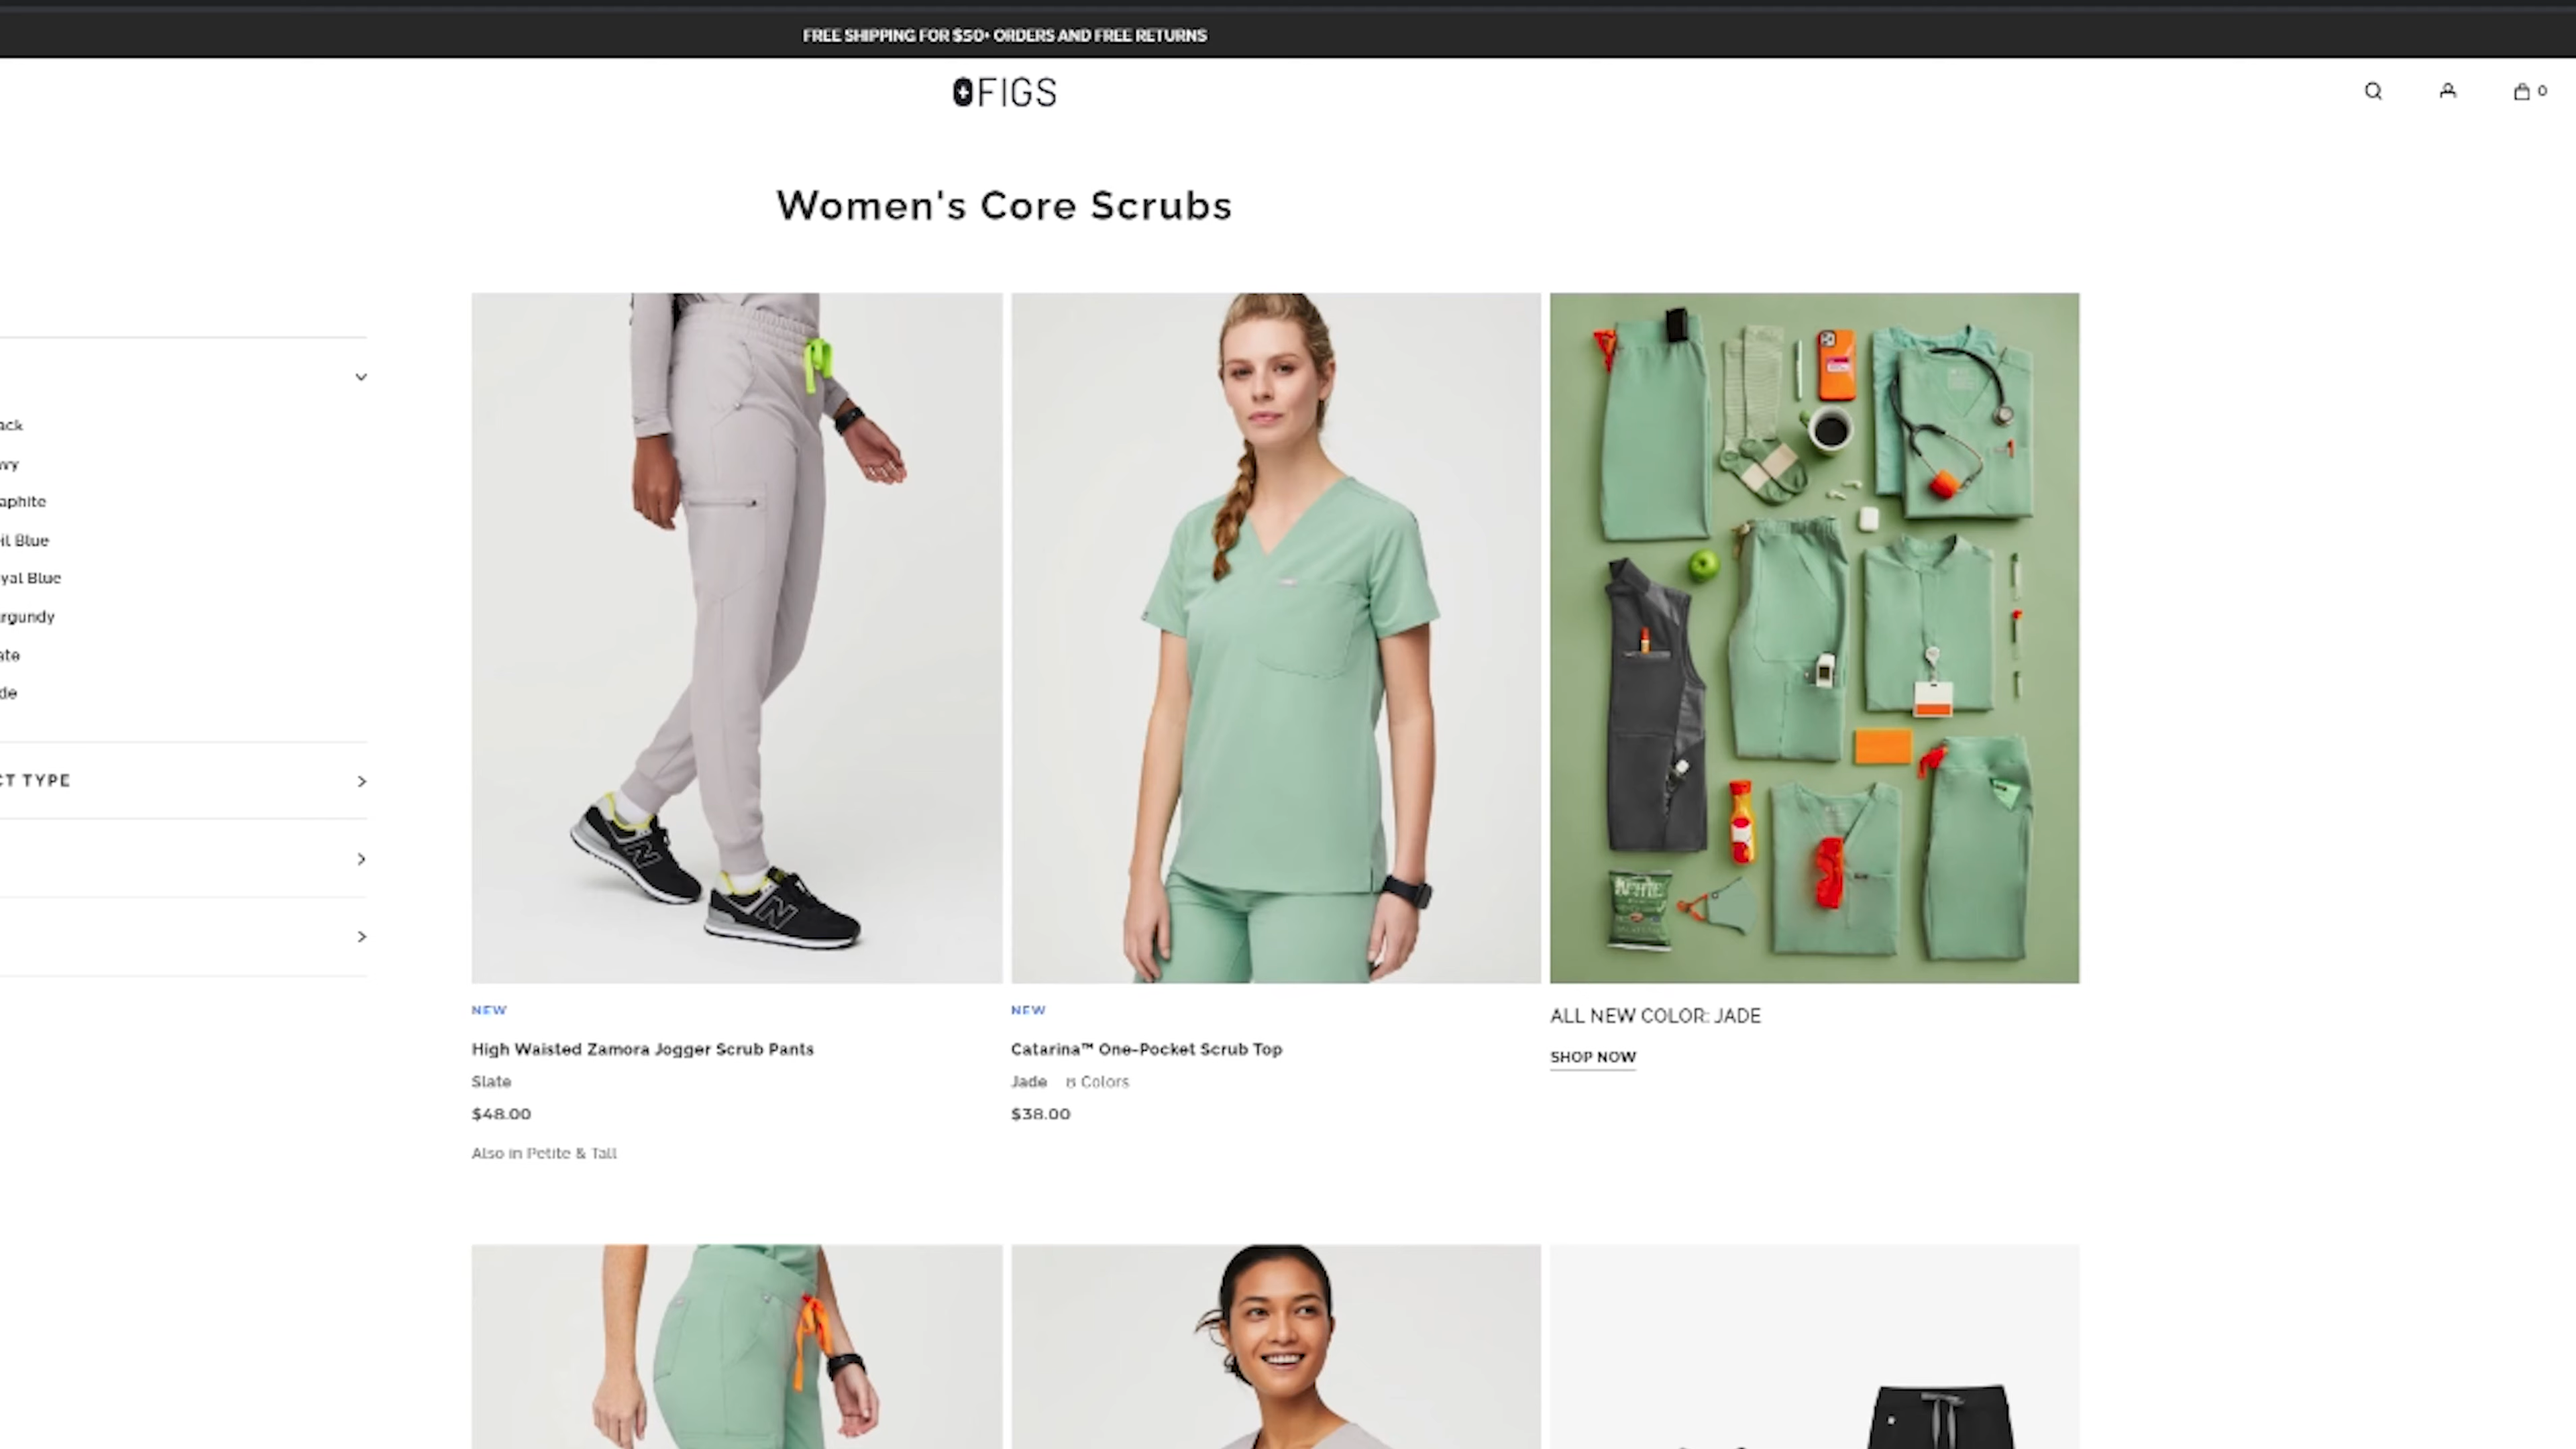 FREE SHIPPING FOR $50+ ORDERS AND FREE RETURNS
FIGS
0
Women's Core Scrubs
ack
vy
aphite
il Blue
yal Blue
rgundy
ate
de
CT TYPE
NEW
High Waisted Zamora Jogger Scrub Pants
Slate
$48.00
Also in Petite & Tall
NEW
Catarina™ One-Pocket Scrub Top
Jade Colors
$38.00
ALL NEW COLOR: JADE
SHOP NOW